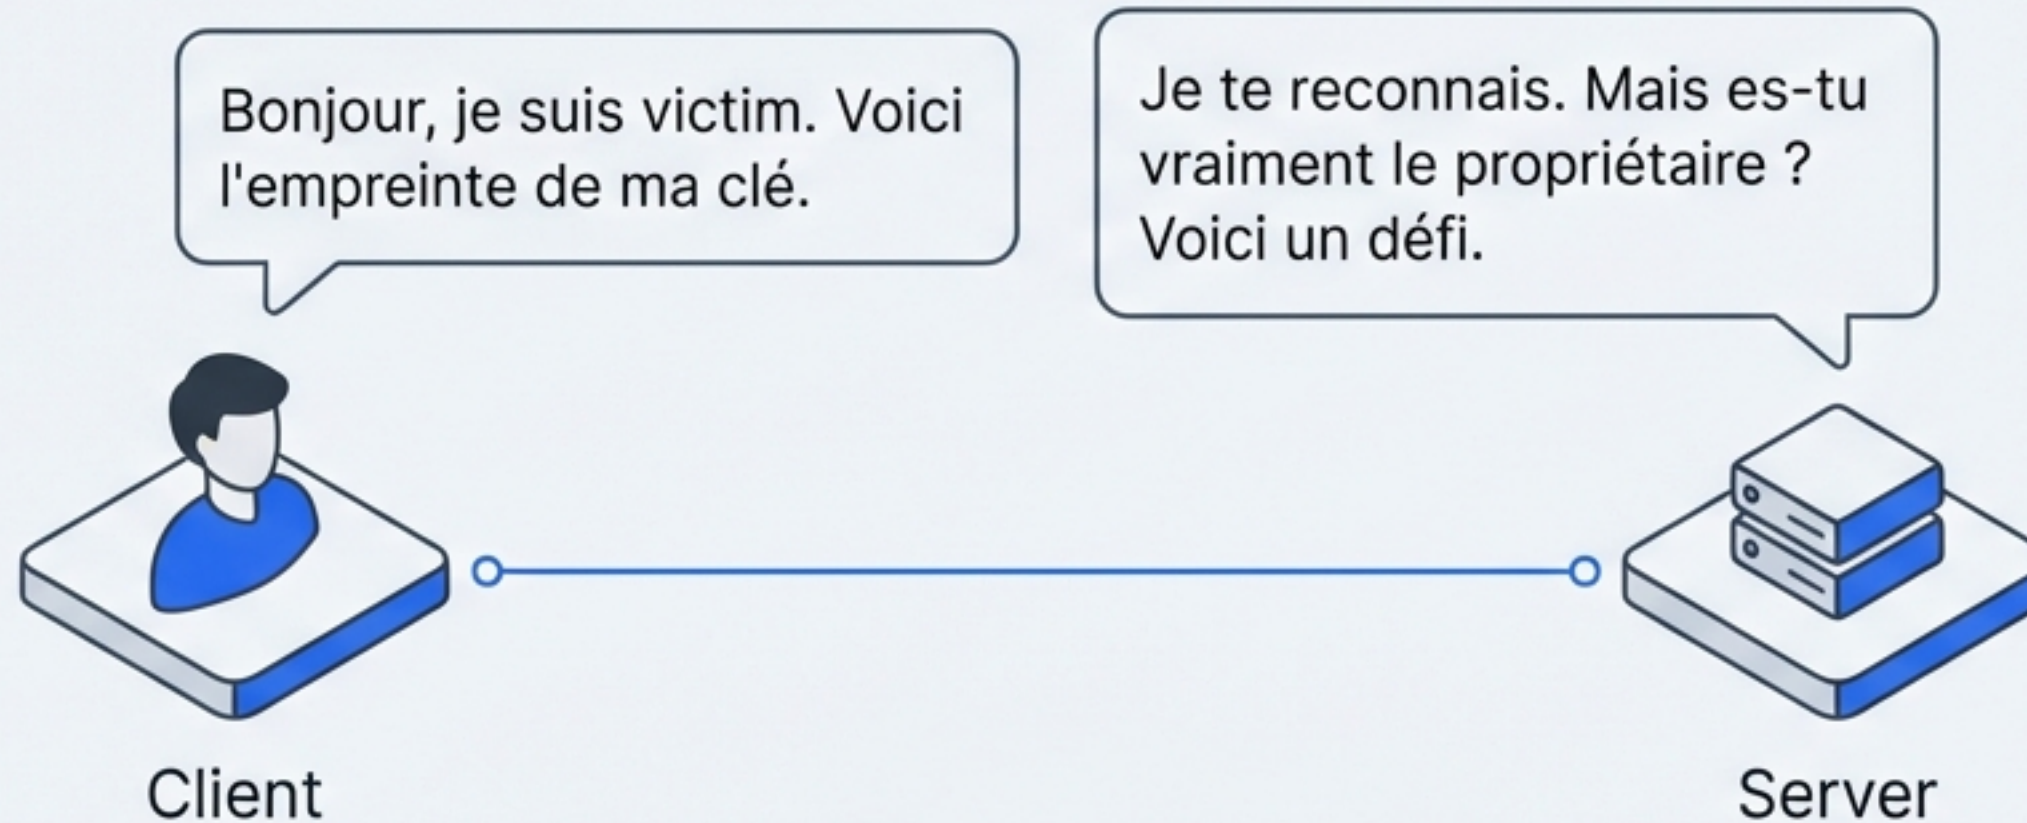 Bonjour, je suis victim. Voici
l'empreinte de ma clé.
Je te reconnais. Mais es-tu
vraiment le propriétaire ?
Voici un défi.
Client
Server